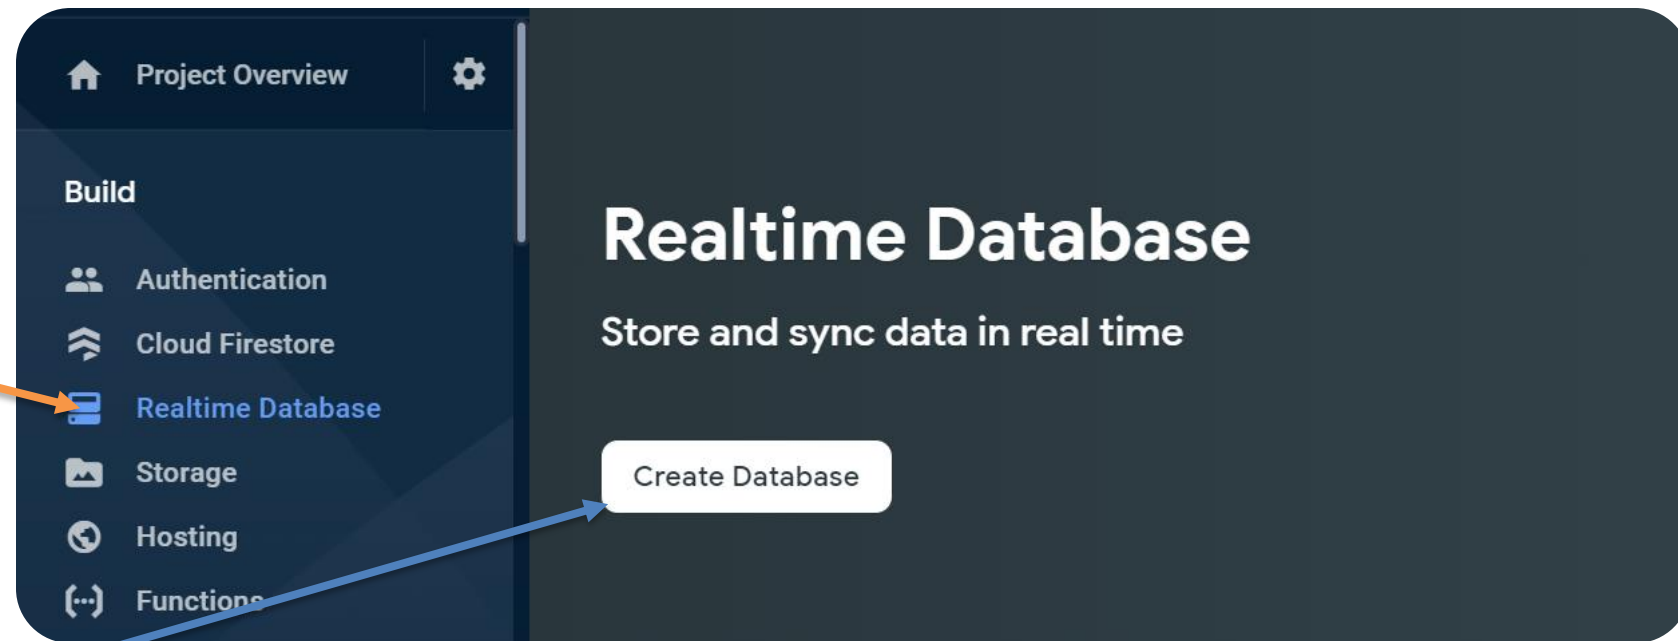 Project Overview
Build
Authentication
Cloud Firestore
Realtime Database
Storage
Hosting
Functions
Realtime Database
Store and sync data in real time
Create Database